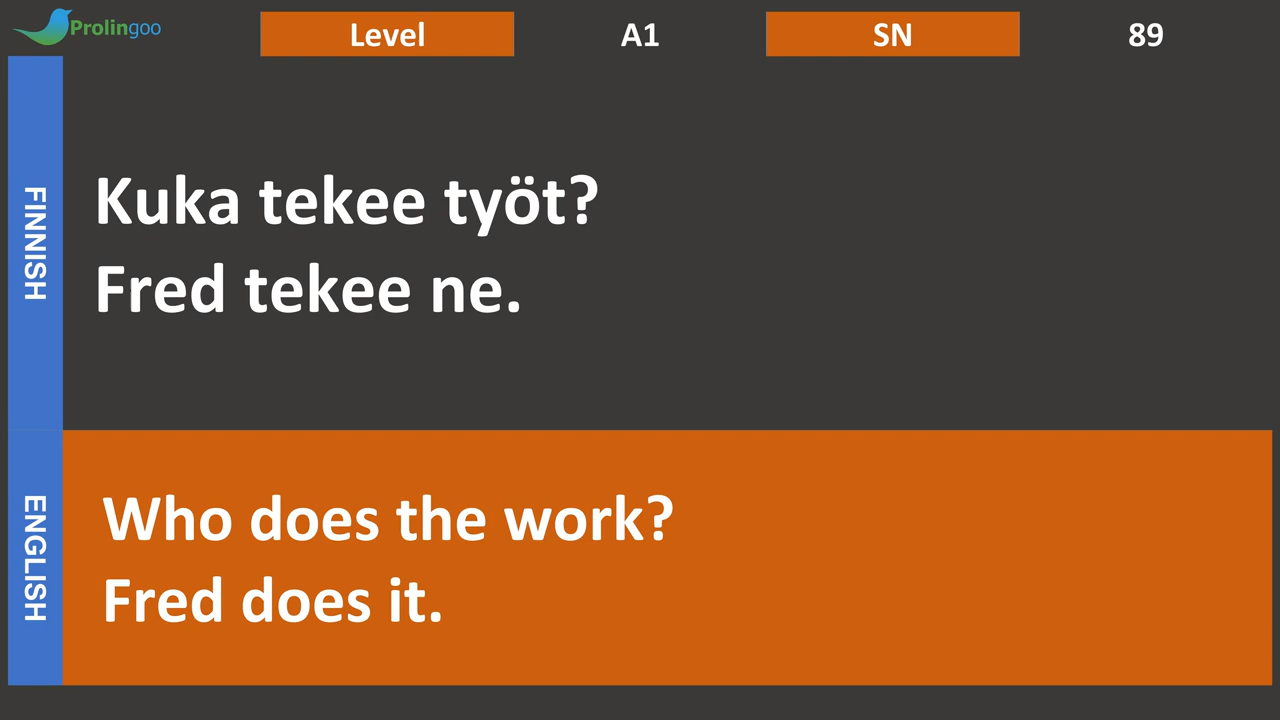 Prolingoo
Level
A1
SN
89
FINNISH
Kuka tekee työt?
Fred tekee ne.
ENGLISH
Who does the work?
Fred does it.